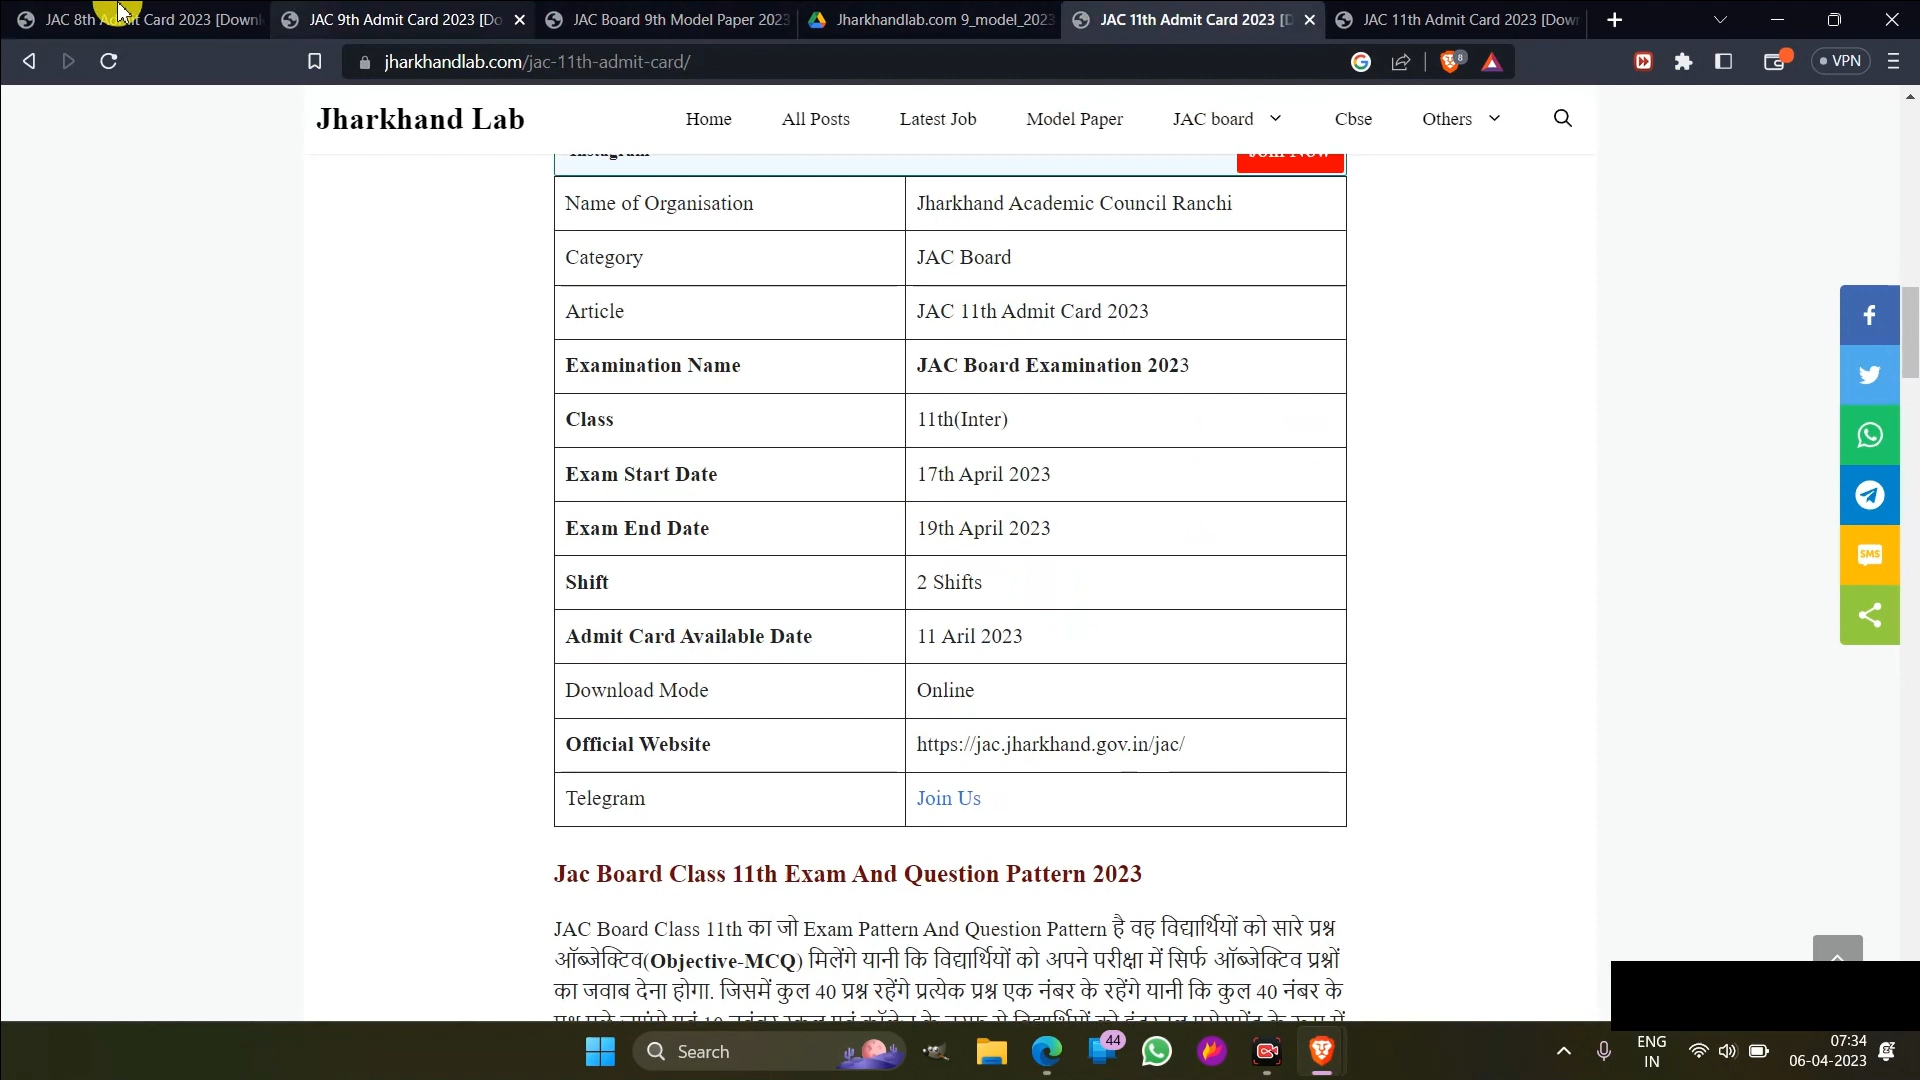 JAC 8th Admit Card 2023 [Downl
JAC 9th Admit Card 2023 [Do
JAC Board 9th Model Paper 2023
Jharkhandlab.com 9_model_2023
JAC 11th Admit Card 2023 [D
JAC 11th Admit Card 2023 [Dow
jharkhandlab.com/jac-11th-admit-card/
8
VPN
Jharkhand Lab
Home
All Posts
Latest Job
Model Paper
JAC board
Cbse
Others
Instagram
Join Now
Name of Organisation
Jharkhand Academic Council Ranchi
Category
JAC Board
Article
JAC 11th Admit Card 2023
Examination Name
JAC Board Examination 2023
Class
11th(Inter)
Exam Start Date
17th April 2023
Exam End Date
19th April 2023
Shift
2 Shifts
Admit Card Available Date
11 Aril 2023
Download Mode
Online
Official Website
https://jac.jharkhand.gov.in/jac/
Telegram
Join Us
SMS
Jac Board Class 11th Exam And Question Pattern 2023
JAC Board Class 11th का जो Exam Pattern And Question Pattern है वह विद्यार्थियों को सारे प्रश्न
ऑब्जेक्टिव(Objective-MCQ) मिलेंगे यानी कि विद्यार्थियों को अपने परीक्षा में सिर्फ ऑब्जेक्टिव प्रश्नों
का जवाब देना होगा. जिसमें कुल 40 प्रश्न रहेंगे प्रत्येक प्रश्न एक नंबर के रहेंगे यानी कि कुल 40 नंबर के
Search
44
ENG
IN
07:34
06-04-2023